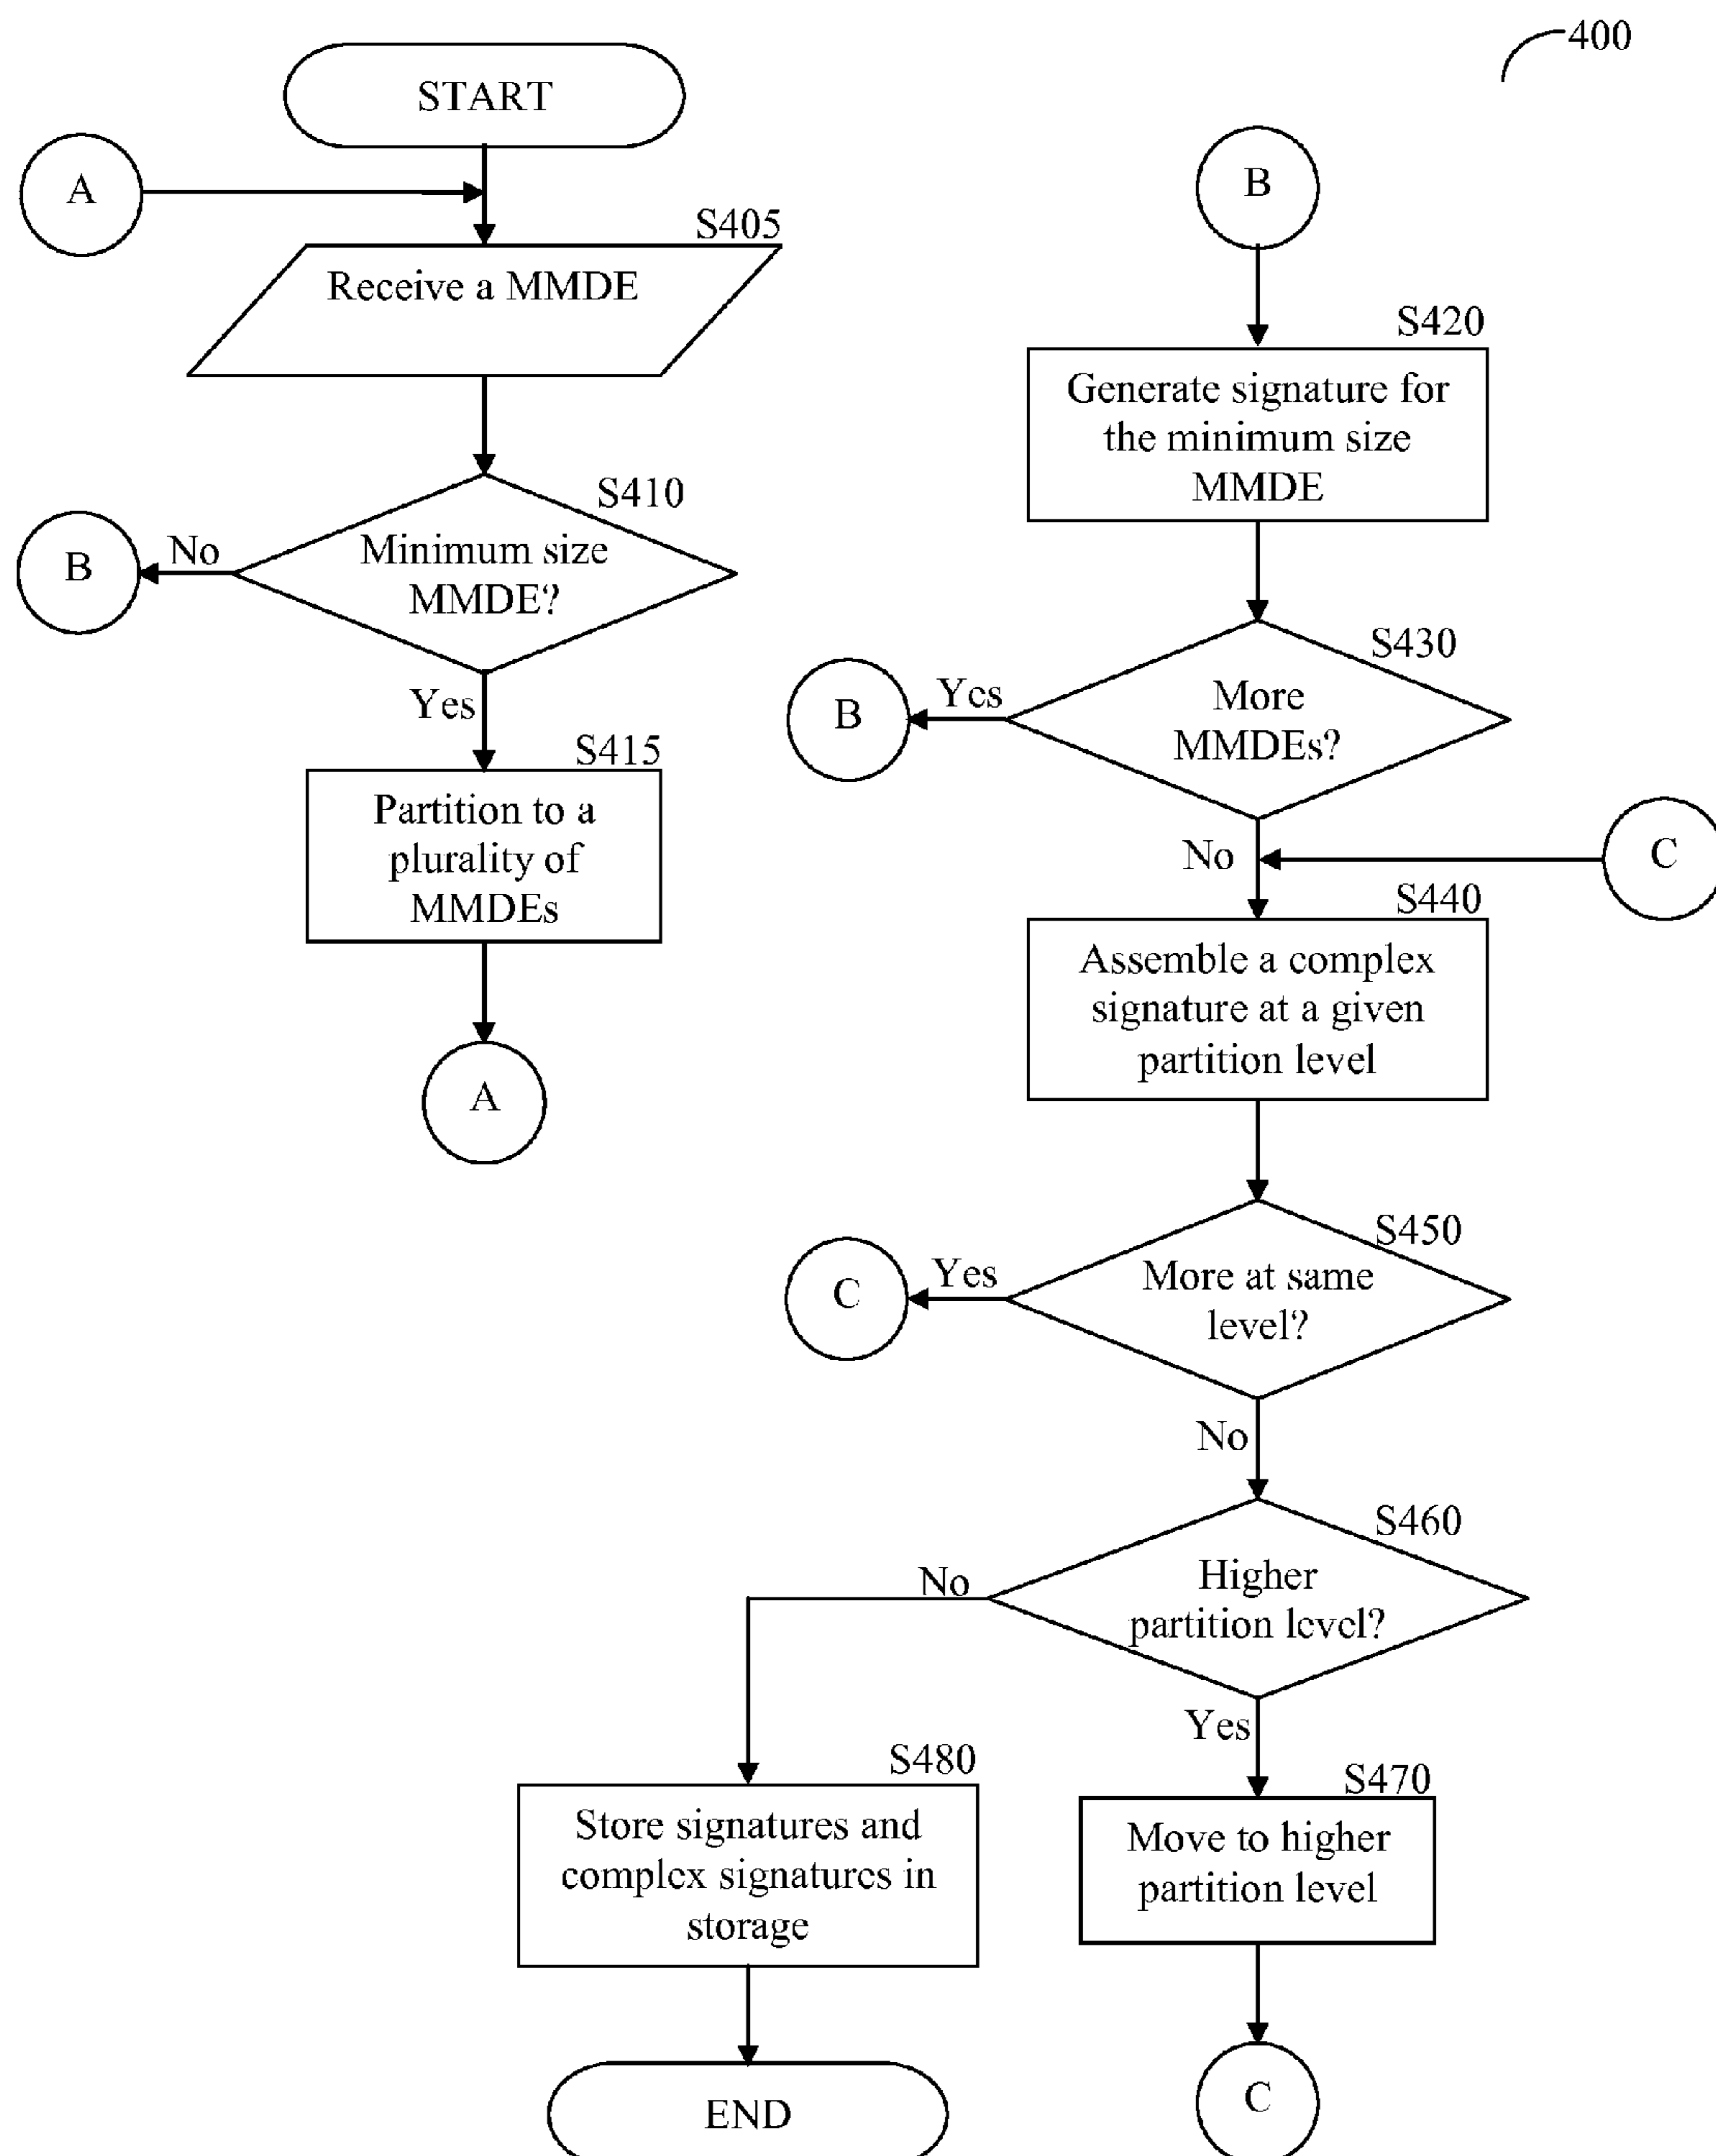 400
START
A
S405
Receive a MMDE
S410
Minimum size
MMDE?
No
B
Yes
S415
Partition to a
plurality of
MMDEs
A
B
S420
Generate signature for
the minimum size
MMDE
S430
More
MMDEs?
Yes
B
No
C
S440
Assemble a complex
signature at a given
partition level
S450
More at same
level?
Yes
C
No
S460
Higher
partition level?
No
Yes
S480
Store signatures and
complex signatures in
storage
END
S470
Move to higher
partition level
C